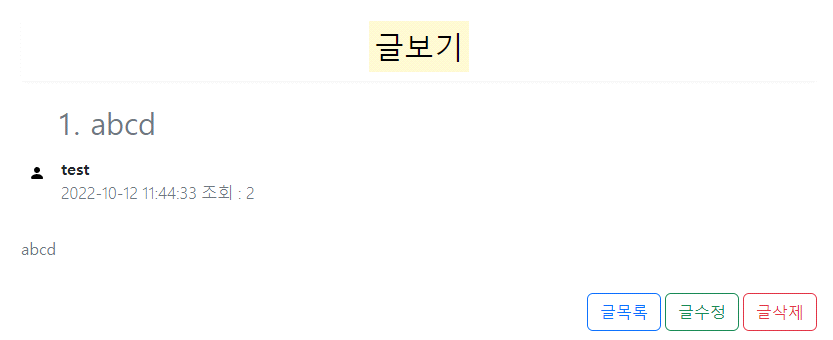 글보기
1. abcd
test
2022-10-12 11:44:33 조회 : 2
abcd
글목록 글수정 글삭제